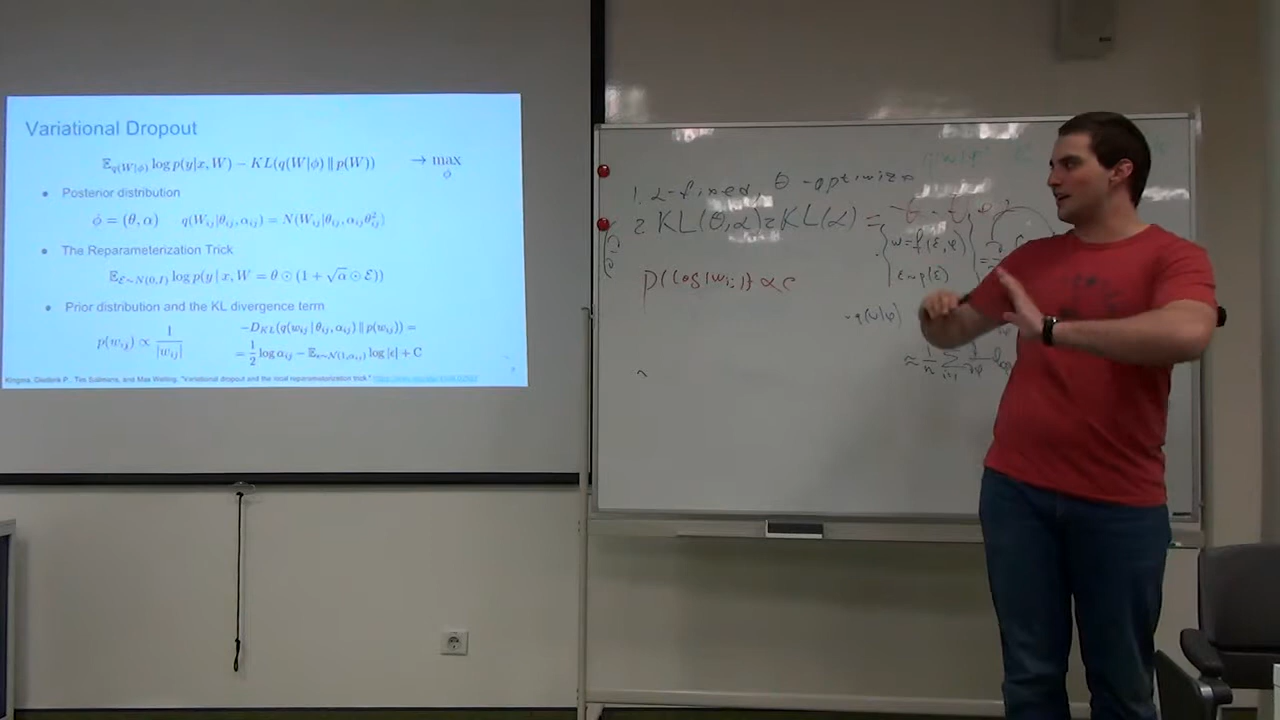 Variational Dropout
𝔼_{q(W|ϕ)} log p(y|x, W) − KL(q(W|ϕ) ‖ p(W)) → max_ϕ
● Posterior distribution
ϕ = (θ, α) q(W_{ij}|θ_{ij}, α_{ij}) = N(W_{ij}|θ_{ij}, α_{ij}θ²_{ij})
● The Reparameterization Trick
𝔼_{ℰ∼N(0,I)} log p(y | x, W = θ ⊙ (1 + √α ⊙ ℰ))
● Prior distribution and the KL divergence term
p(w_{ij}) ∝ 1/|w_{ij}|
−D_{KL}(q(w_{ij} | θ_{ij}, α_{ij}) ‖ p(w_{ij})) =
= 1/2 log α_{ij} − 𝔼_{ϵ∼N(1,α_{ij})} log |ϵ| + C
Kingma, Diederik P., Tim Salimans, and Max Welling. "Variational dropout and the local reparameterization trick."
1. α-fixed, θ-optimize
2 KL(θ,α) = KL(α) =
p(log|w_{ij}|) ∝ c
w = f(ε, φ)
ε ~ p(ε)
~ q(w|φ)
≈ 1/n Σ_{i=1}